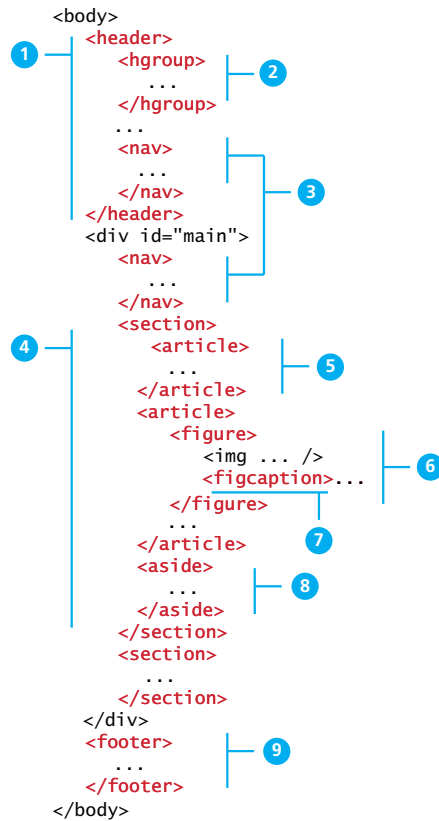 <body>
<header>
1
<hgroup>
2
...
</hgroup>
...
<nav>
...
3
</nav>
</header>
<div id="main">
<nav>
...
</nav>
<section>
4
<article>
...
5
</article>
<article>
<figure>
<img ... />
6
<figcaption>...
</figure>
...
7
</article>
<aside>
...
8
</aside>
</section>
<section>
...
</section>
</div>
<footer>
9
...
</footer>
</body>